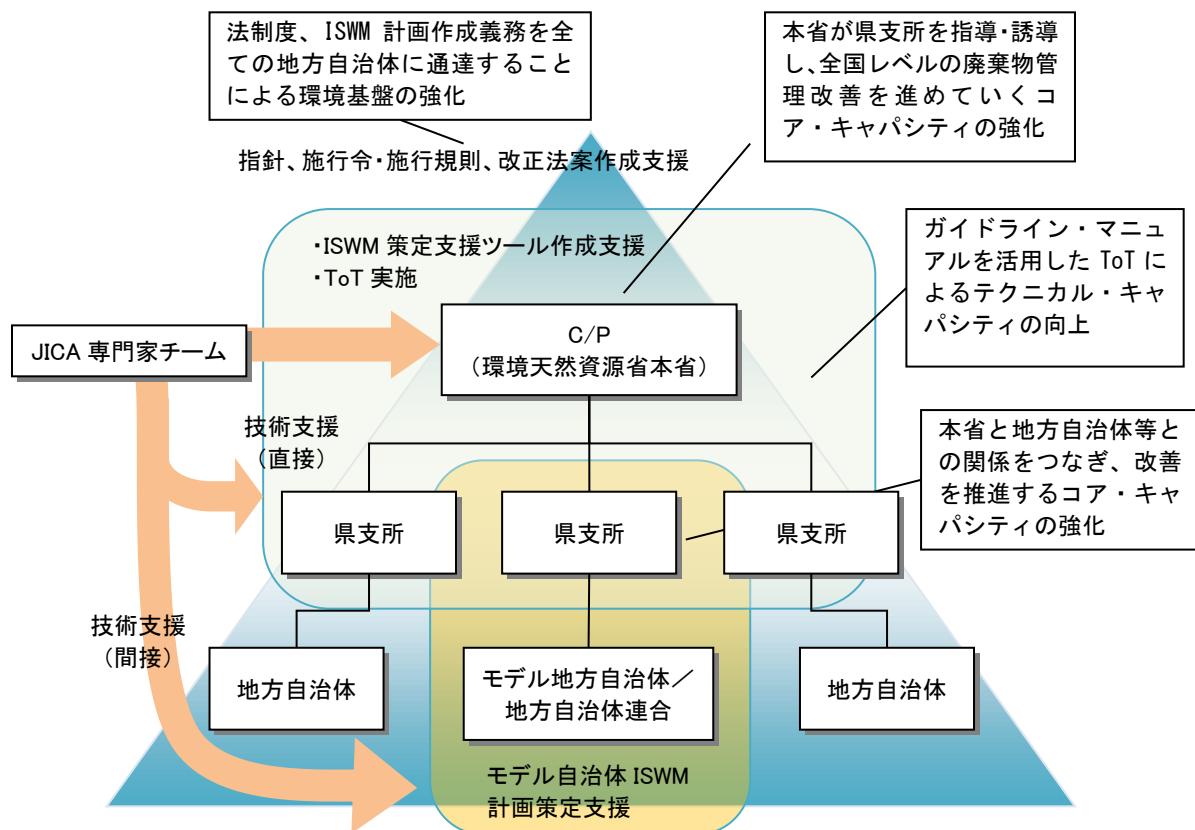 法制度、ISWM 計画作成義務を全
ての地方自治体に通達すること
による環境基盤の強化
本省が県支所を指導・誘導
し、全国レベルの廃棄物管
理改善を進めていくコ
ア・キャパシティの強化
指針、施行令・施行規則、改正法案作成支援
・ISWM 策定支援ツール作成支援
・ToT 実施
ガイドライン・マニュ
アルを活用した ToT に
よるテクニカル・キャ
パシティの向上
JICA 専門家チーム
C/P
(環境天然資源省本省)
技術支援
(直接)
本省と地方自治体等と
の関係をつなぎ、改善
を推進するコア・キャ
パシティの強化
県支所
県支所
県支所
技術支援
(間接)
地方自治体
モデル地方自治体/
地方自治体連合
地方自治体
モデル自治体 ISWM
計画策定支援